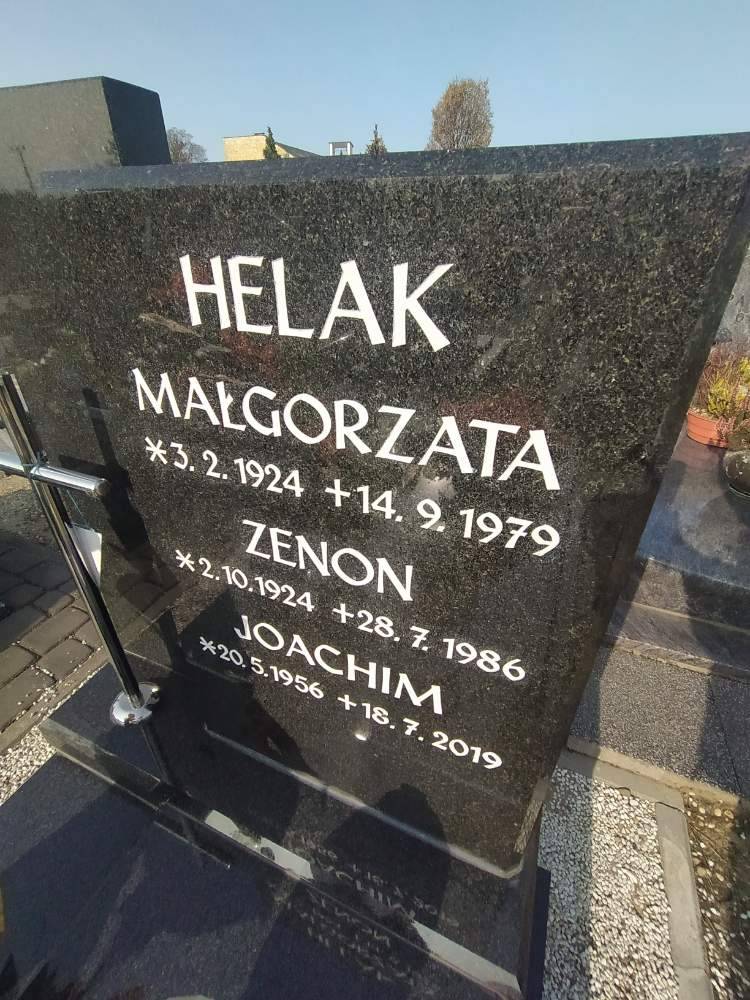 HELAK
MAŁGORZATA
*3. 2. 1924 +14. 9. 1979
ZENON
*2. 10. 1924 +28. 7. 1986
JOACHIM
*20. 5. 1956 +18. 7. 2019